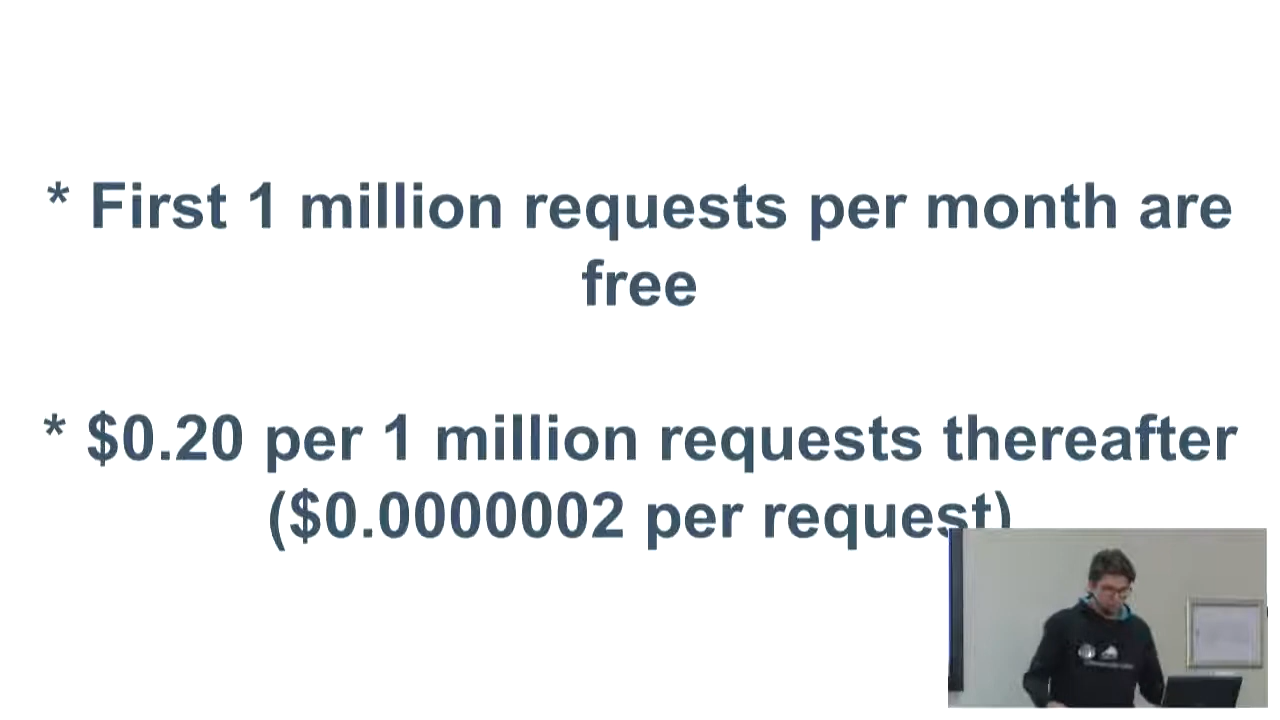 * First 1 million requests per month are
free
* $0.20 per 1 million requests thereafter
($0.0000002 per request)